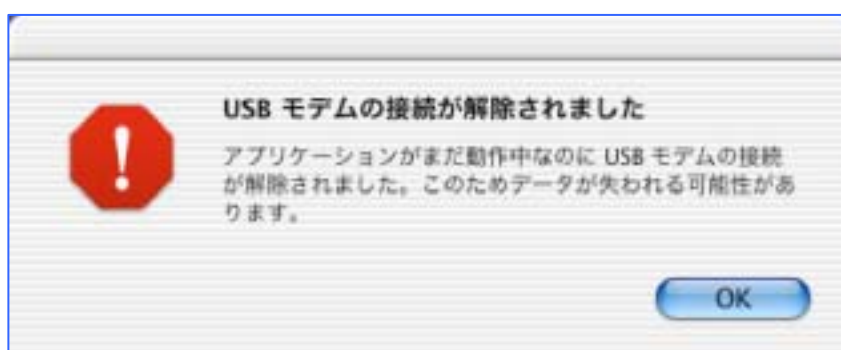 USB モデムの接続が解除されました
アプリケーションがまだ動作中なのに USB モデムの接続
が解除されました。このためデータが失われる可能性があ
ります。
OK